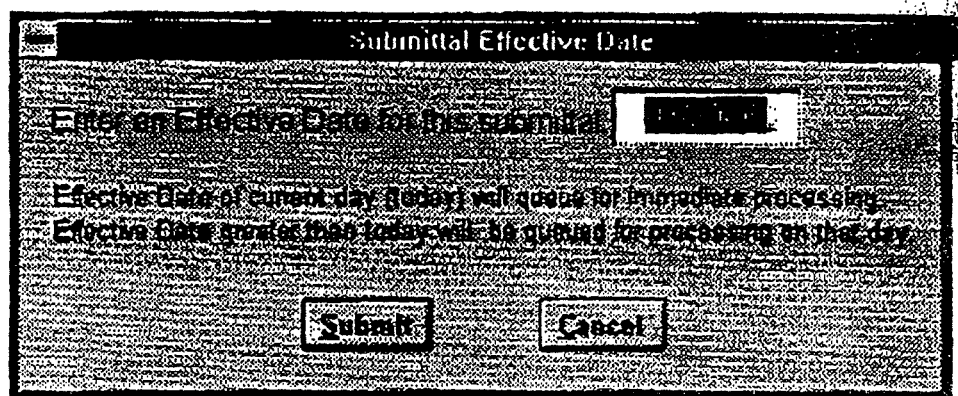 Submittal Effective Date
Enter an Effective Date for this submittal
Effective Date of current day (today) will queue for immediate processing.
Effective Date greater than today will be queued for processing on that day.
Submit Cancel